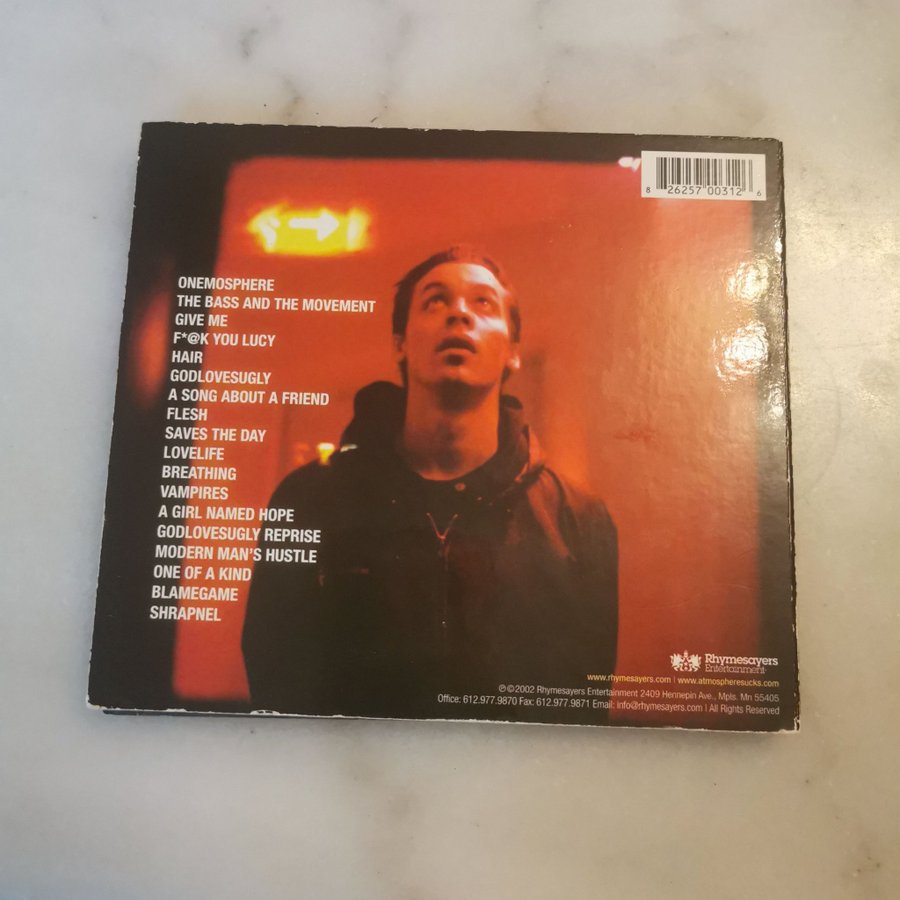 8 26257 00312 6
ONEMOSPHERE
THE BASS AND THE MOVEMENT
GIVE ME
F*@K YOU LUCY
HAIR
GODLOVESUGLY
A SONG ABOUT A FRIEND
FLESH
SAVES THE DAY
LOVELIFE
BREATHING
VAMPIRES
A GIRL NAMED HOPE
GODLOVESUGLY REPRISE
MODERN MAN'S HUSTLE
ONE OF A KIND
BLAMEGAME
SHRAPNEL
Rhymesayers
Entertainment
www.rhymesayers.com | www.atmospheresucks.com
℗©2002 Rhymesayers Entertainment 2409 Hennepin Ave., Mpls. Mn 55405
Office: 612.977.9870 Fax: 612.977.9871 Email: info@rhymesayers.com | All Rights Reserved